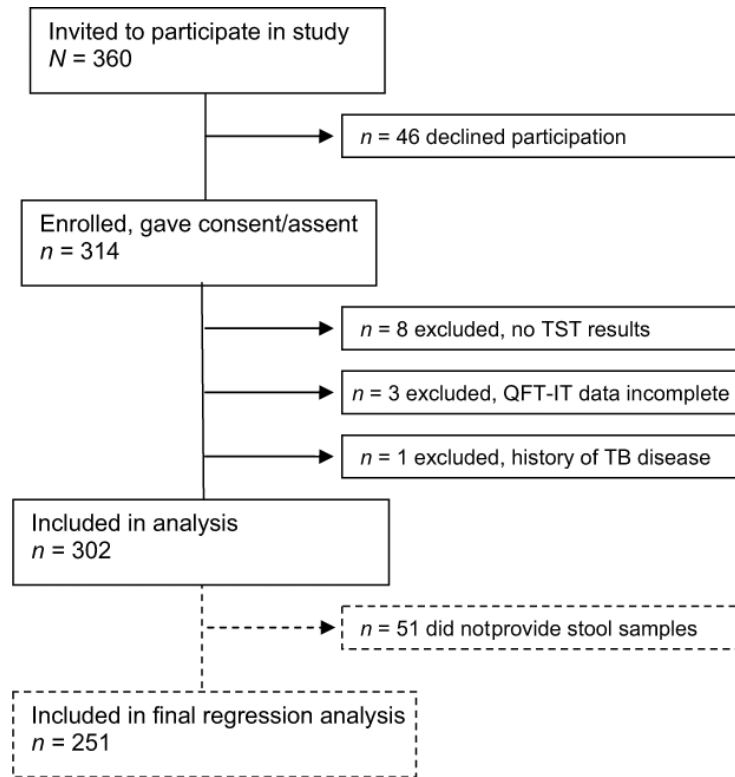 Invited to participate in study
N = 360
n = 46 declined participation
Enrolled, gave consent/assent
n = 314
n = 8 excluded, no TST results
n = 3 excluded, QFT-IT data incomplete
n = 1 excluded, history of TB disease
Included in analysis
n = 302
n = 51 did notprovide stool samples
Included in final regression analysis
n = 251